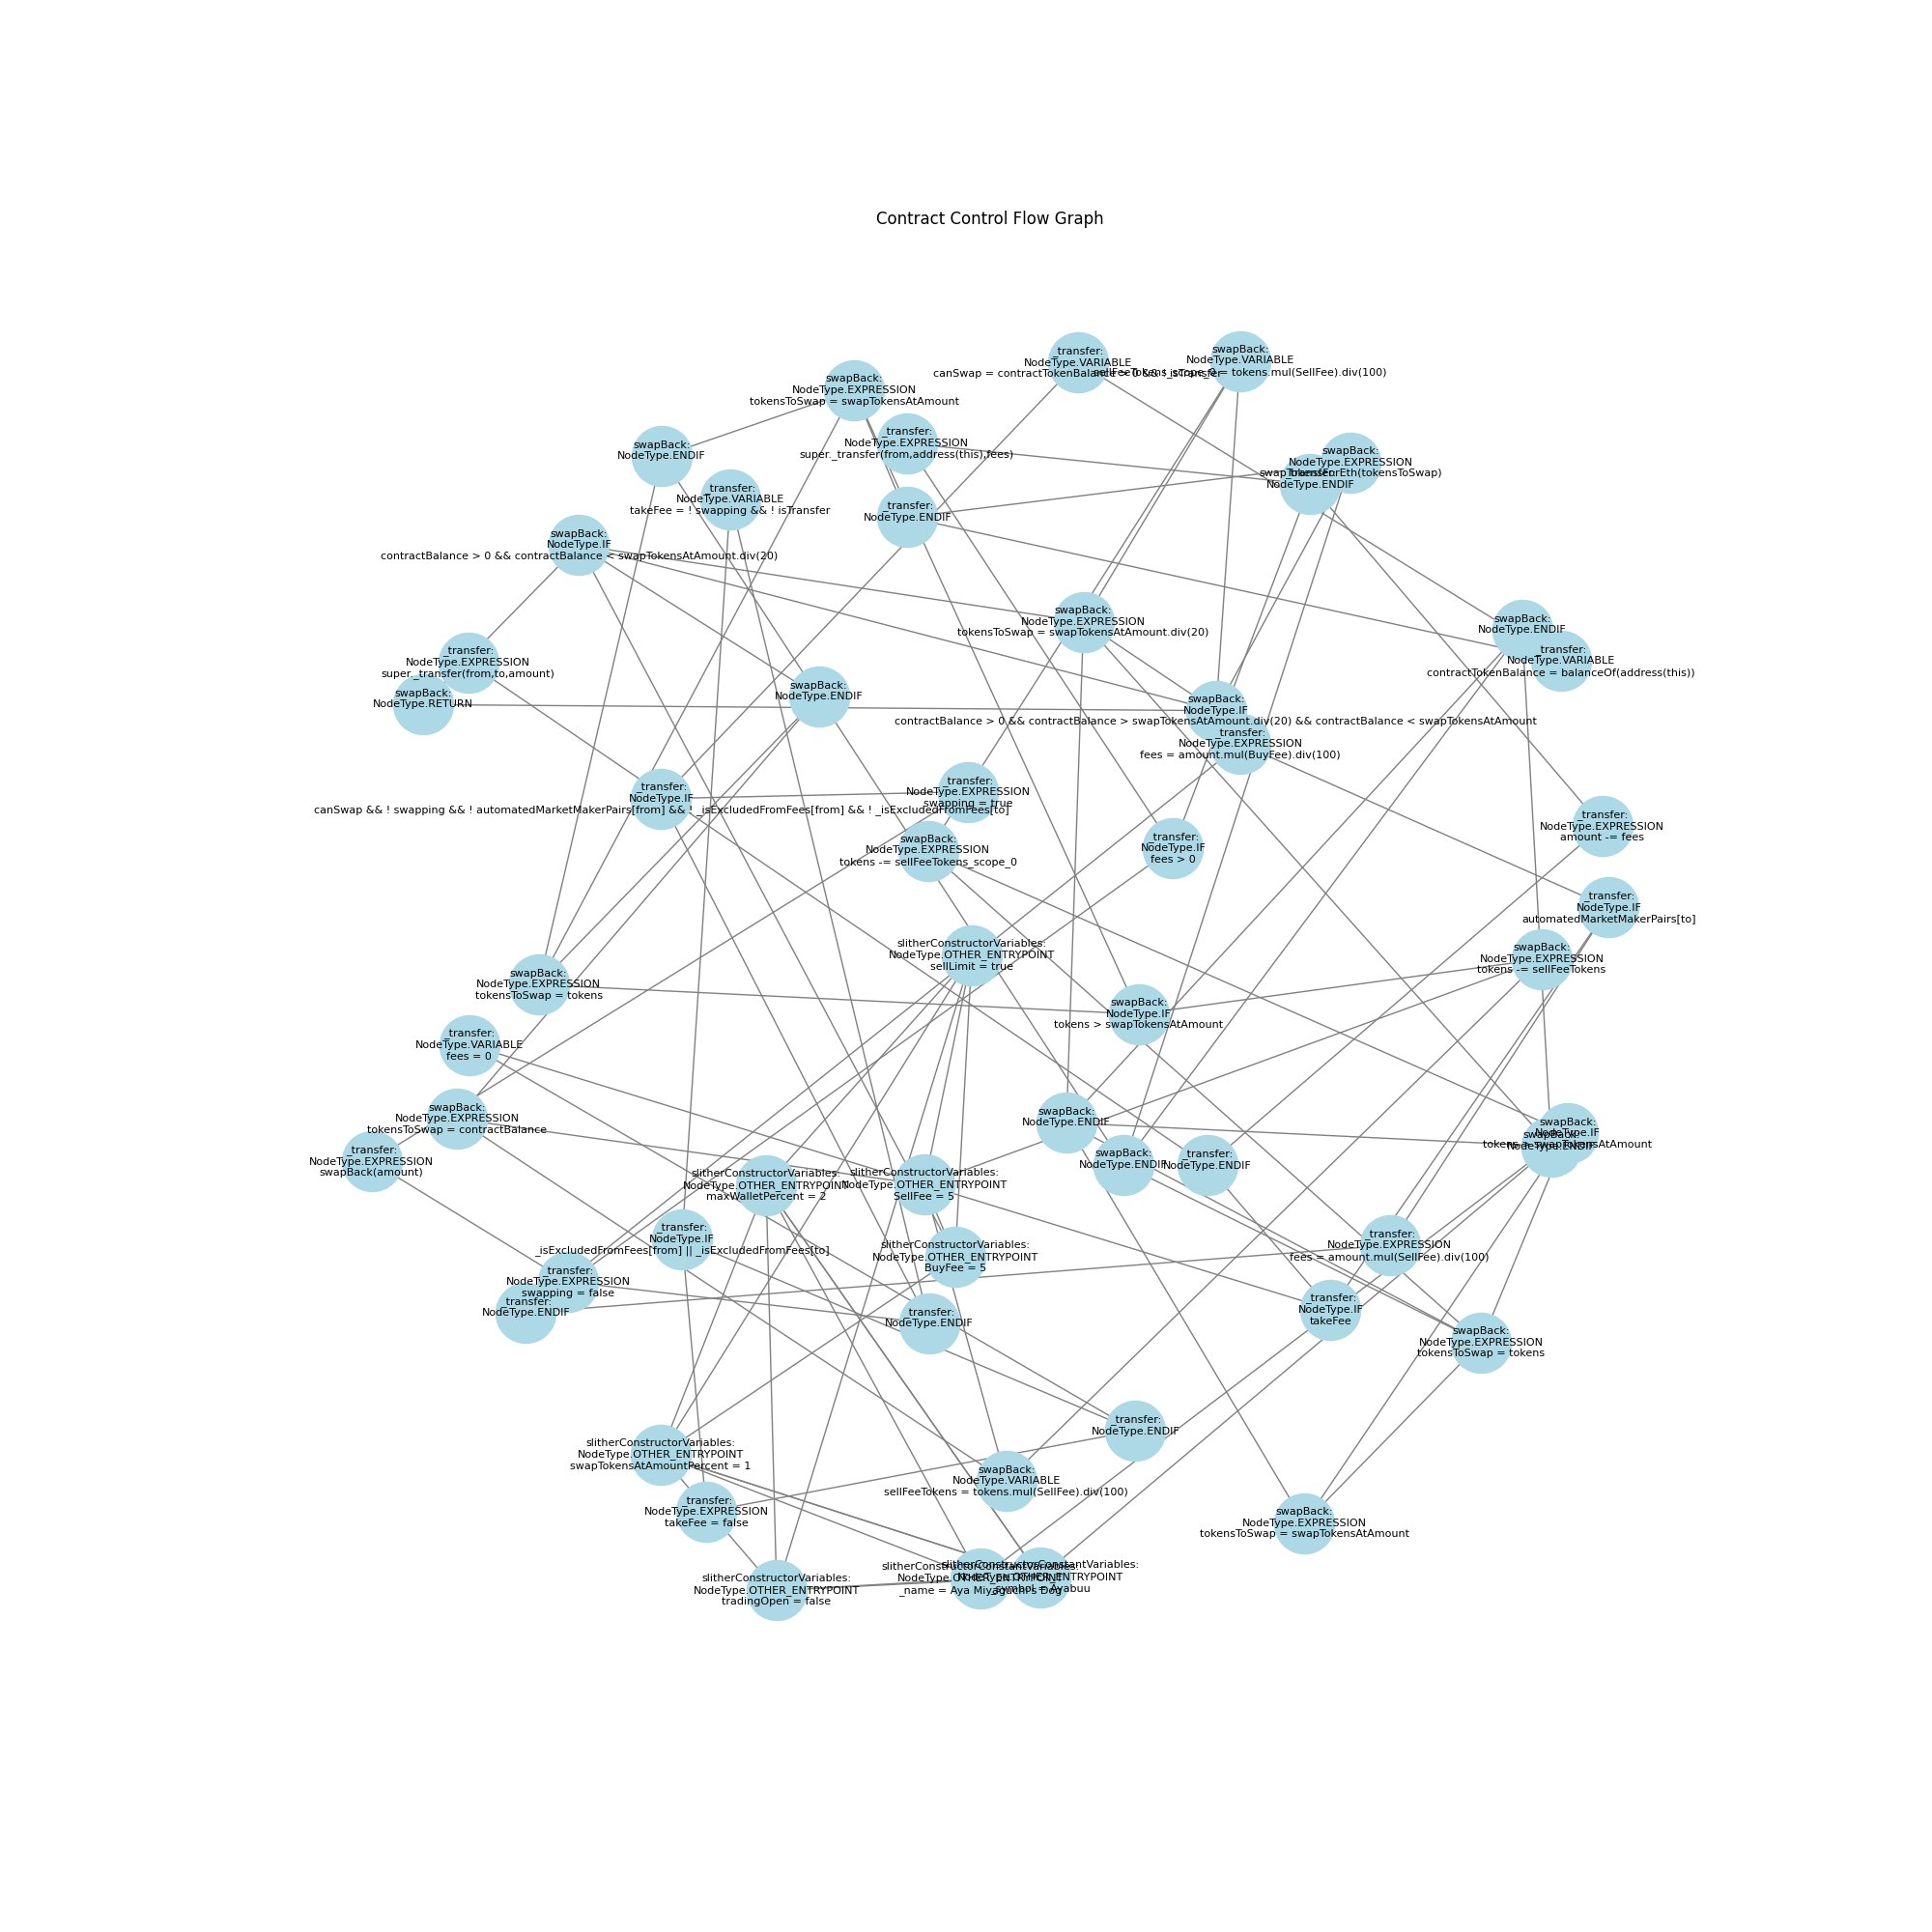 Contract Control Flow Graph
_transfer:
NodeType.VARIABLE
canSwap = contractTokenBalance > 0 && !_isTransfer
swapBack:
NodeType.VARIABLE
sellFeeTokens_scope_0 = tokens.mul(SellFee).div(100)
swapBack:
NodeType.EXPRESSION
tokensToSwap = swapTokensAtAmount
_transfer:
NodeType.EXPRESSION
super._transfer(from,address(this),fees)
swapBack:
NodeType.ENDIF
swapBack:
NodeType.EXPRESSION
swapTokensForEth(tokensToSwap)
_transfer:
NodeType.ENDIF
_transfer:
NodeType.VARIABLE
takeFee = ! swapping && ! isTransfer
_transfer:
NodeType.ENDIF
swapBack:
NodeType.IF
contractBalance > 0 && contractBalance < swapTokensAtAmount.div(20)
swapBack:
NodeType.EXPRESSION
tokensToSwap = swapTokensAtAmount.div(20)
swapBack:
NodeType.ENDIF
_transfer:
NodeType.VARIABLE
contractTokenBalance = balanceOf(address(this))
_transfer:
NodeType.EXPRESSION
super._transfer(from,to,amount)
swapBack:
NodeType.RETURN
swapBack:
NodeType.ENDIF
swapBack:
NodeType.IF
contractBalance > 0 && contractBalance > swapTokensAtAmount.div(20) && contractBalance < swapTokensAtAmount
_transfer:
NodeType.EXPRESSION
fees = amount.mul(BuyFee).div(100)
_transfer:
NodeType.IF
canSwap && ! swapping && ! automatedMarketMakerPairs[from] && ! _isExcludedFromFees[from] && ! _isExcludedFromFees[to]
_transfer:
NodeType.EXPRESSION
swapping = true
_transfer:
NodeType.EXPRESSION
amount -= fees
swapBack:
NodeType.EXPRESSION
tokens -= sellFeeTokens_scope_0
_transfer:
NodeType.IF
fees > 0
_transfer:
NodeType.IF
automatedMarketMakerPairs[to]
slitherConstructorVariables:
NodeType.OTHER_ENTRYPOINT
sellLimit = true
swapBack:
NodeType.EXPRESSION
tokens -= sellFeeTokens
swapBack:
NodeType.EXPRESSION
tokensToSwap = tokens
swapBack:
NodeType.IF
tokens > swapTokensAtAmount
_transfer:
NodeType.VARIABLE
fees = 0
swapBack:
NodeType.EXPRESSION
tokensToSwap = contractBalance
swapBack:
NodeType.ENDIF
swapBack:
NodeType.IF
tokens > swapTokensAtAmount
swapBack:
NodeType.ENDIF
_transfer:
NodeType.EXPRESSION
swapBack(amount)
swapBack:
NodeType.ENDIF
_transfer:
NodeType.ENDIF
slitherConstructorVariables:
NodeType.OTHER_ENTRYPOINT
maxWalletPercent = 2
slitherConstructorVariables:
NodeType.OTHER_ENTRYPOINT
SellFee = 5
_transfer:
NodeType.IF
_isExcludedFromFees[from] || _isExcludedFromFees[to]
slitherConstructorVariables:
NodeType.OTHER_ENTRYPOINT
BuyFee = 5
_transfer:
NodeType.EXPRESSION
fees = amount.mul(SellFee).div(100)
_transfer:
NodeType.EXPRESSION
swapping = false
_transfer:
NodeType.ENDIF
_transfer:
NodeType.ENDIF
_transfer:
NodeType.IF
takeFee
swapBack:
NodeType.EXPRESSION
tokensToSwap = tokens
_transfer:
NodeType.ENDIF
slitherConstructorVariables:
NodeType.OTHER_ENTRYPOINT
swapTokensAtAmountPercent = 1
swapBack:
NodeType.VARIABLE
sellFeeTokens = tokens.mul(SellFee).div(100)
_transfer:
NodeType.EXPRESSION
takeFee = false
swapBack:
NodeType.EXPRESSION
tokensToSwap = swapTokensAtAmount
slitherConstructorVariables:
NodeType.OTHER_ENTRYPOINT
tradingOpen = false
slitherConstructorConstantVariables:
NodeType.OTHER_ENTRYPOINT
_name = Aya Miyaguchi's Dog
slitherConstructorConstantVariables:
NodeType.OTHER_ENTRYPOINT
_symbol = Ayabuu